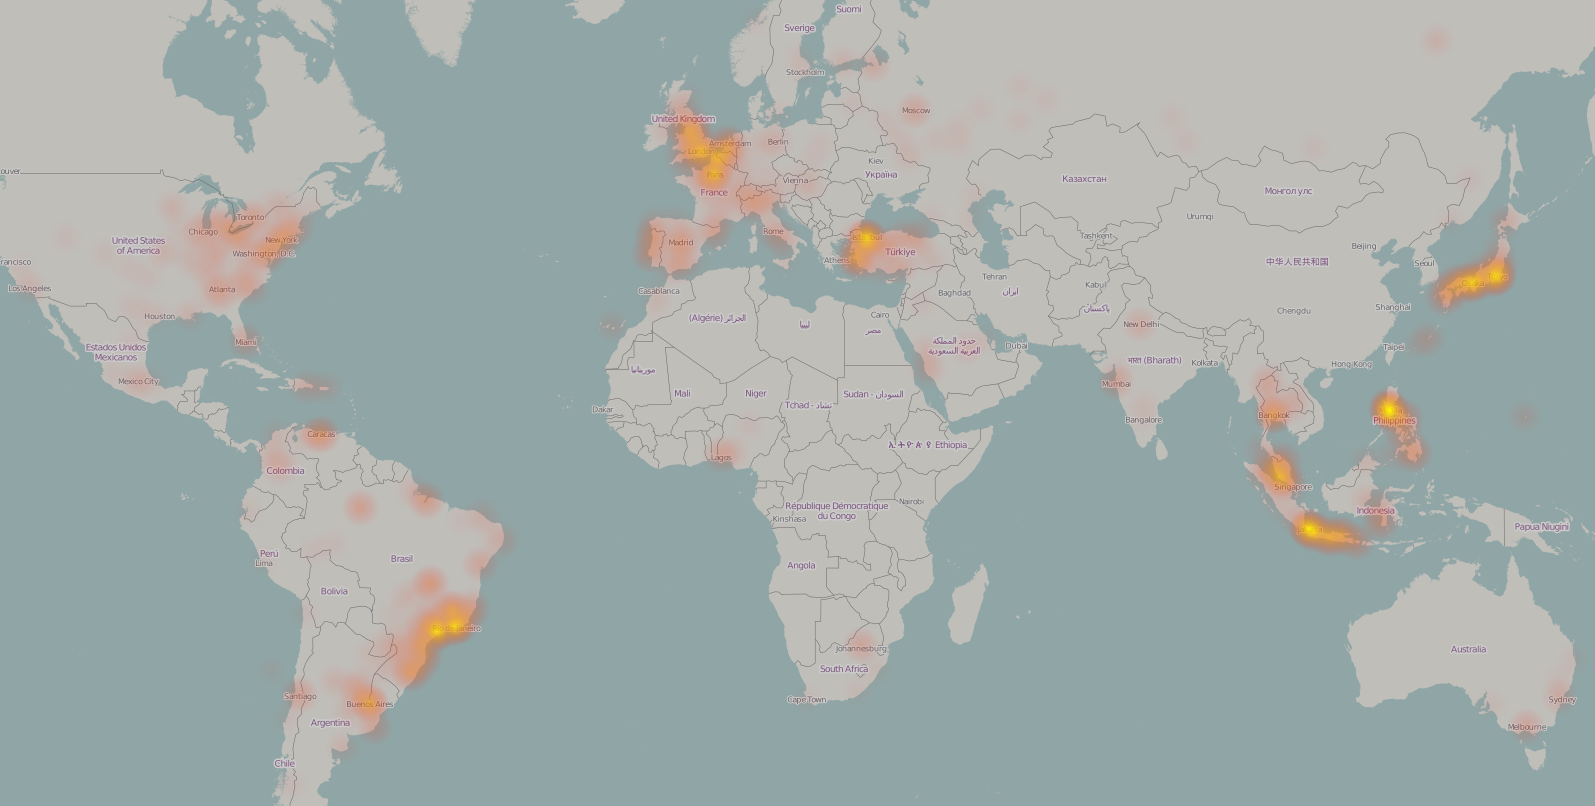 Suomi
Sverige
Stockholm
Moscow
United Kingdom
Amsterdam
Berlin
Kiev
Україна
Vienna
Paris
France
Казахстан
Монгол улс
Urumqi
ouver
Toronto
Chicago
New York
United States
of America
Washington, D.C.
rancisco
Los Angeles
Atlanta
Houston
Miami
Estados Unidos
Mexicanos
Mexico City
Madrid
Rome
Istanbul
Türkiye
Athens
Tashkent
Beijing
Seoul
中华人民共和国
Tehran
Kabul
ایران
Baghdad
پاکستان
Casablanca
Cairo
(Algérie) الجزائر
ليبيا
مصر
Shanghai
Chengdu
New Delhi
حدود المملكة
العربية السعودية
Dubai
Taipei
भारत (Bharath)
Kolkata
Hong Kong
موريتانيا
Mali
Niger
Tchad - تشاد
Sudan - السودان
Mumbai
Dakar
Bangkok
Bangalore
Philippines
Caracas
ኢትዮጵያ Ethiopia
Lagos
Colombia
Singapore
Nairobi
République Démocratique
du Congo
Kinshasa
Indonesia
Papua Niugini
Perú
Lima
Brasil
Angola
Bolivia
Rio de Janeiro
Johannesburg
South Africa
Australia
Santiago
Buenos Aires
Cape Town
Sydney
Argentina
Melbourne
Chile